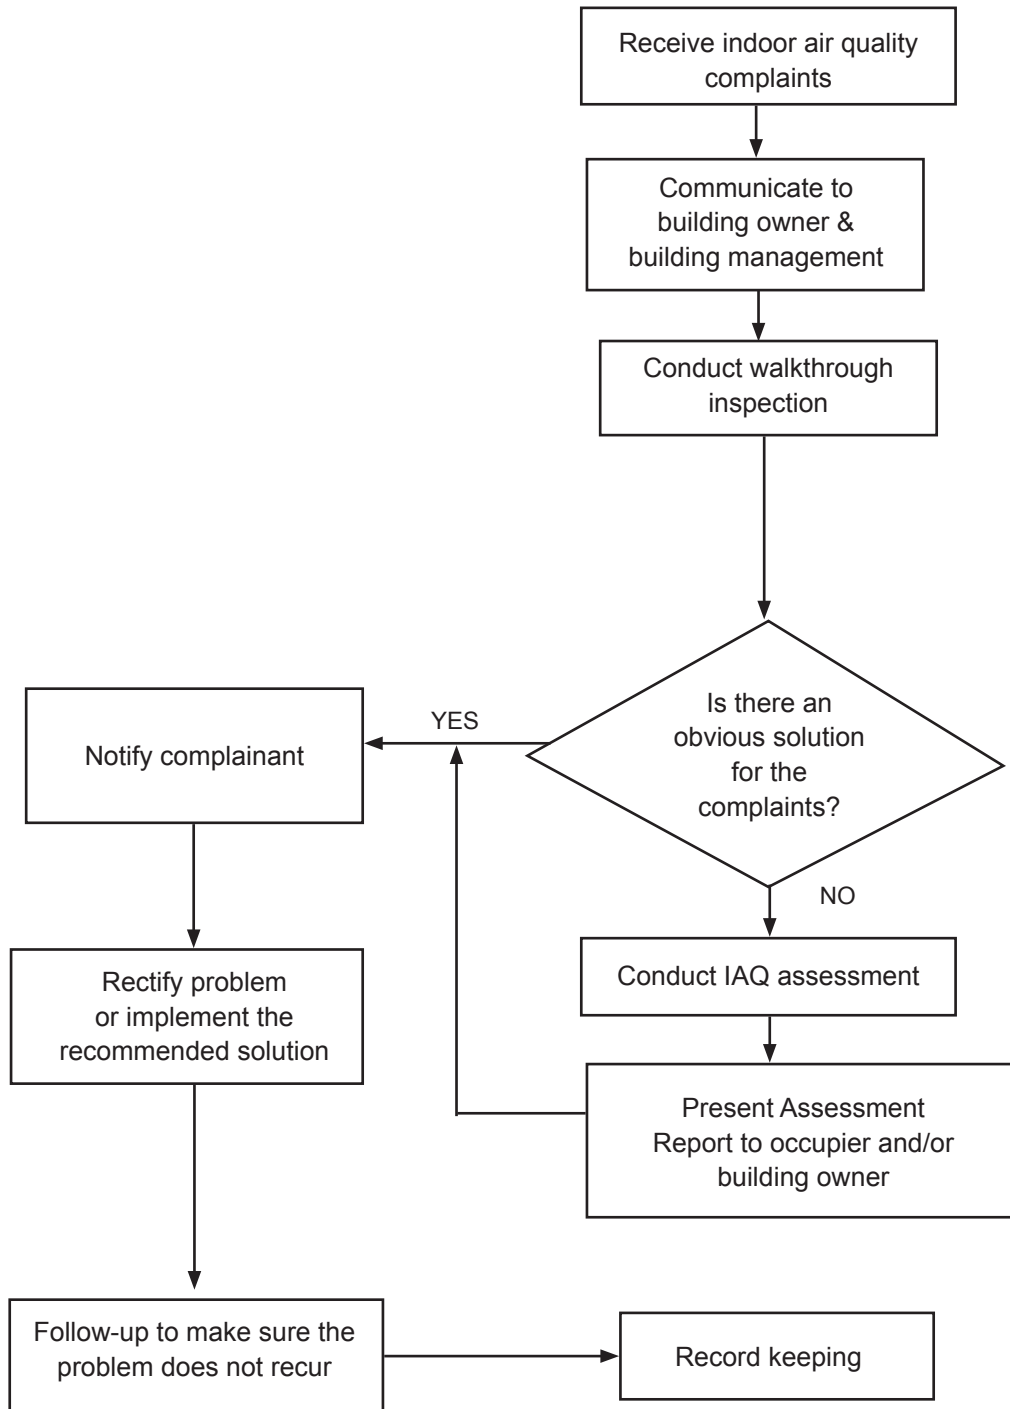 Receive indoor air quality
complaints
Communicate to
building owner &
building management
Conduct walkthrough
inspection
Is there an
obvious solution
for the
complaints?
YES
Notify complainant
NO
Conduct IAQ assessment
Rectify problem
or implement the
recommended solution
Present Assessment
Report to occupier and/or
building owner
Follow-up to make sure the
problem does not recur
Record keeping